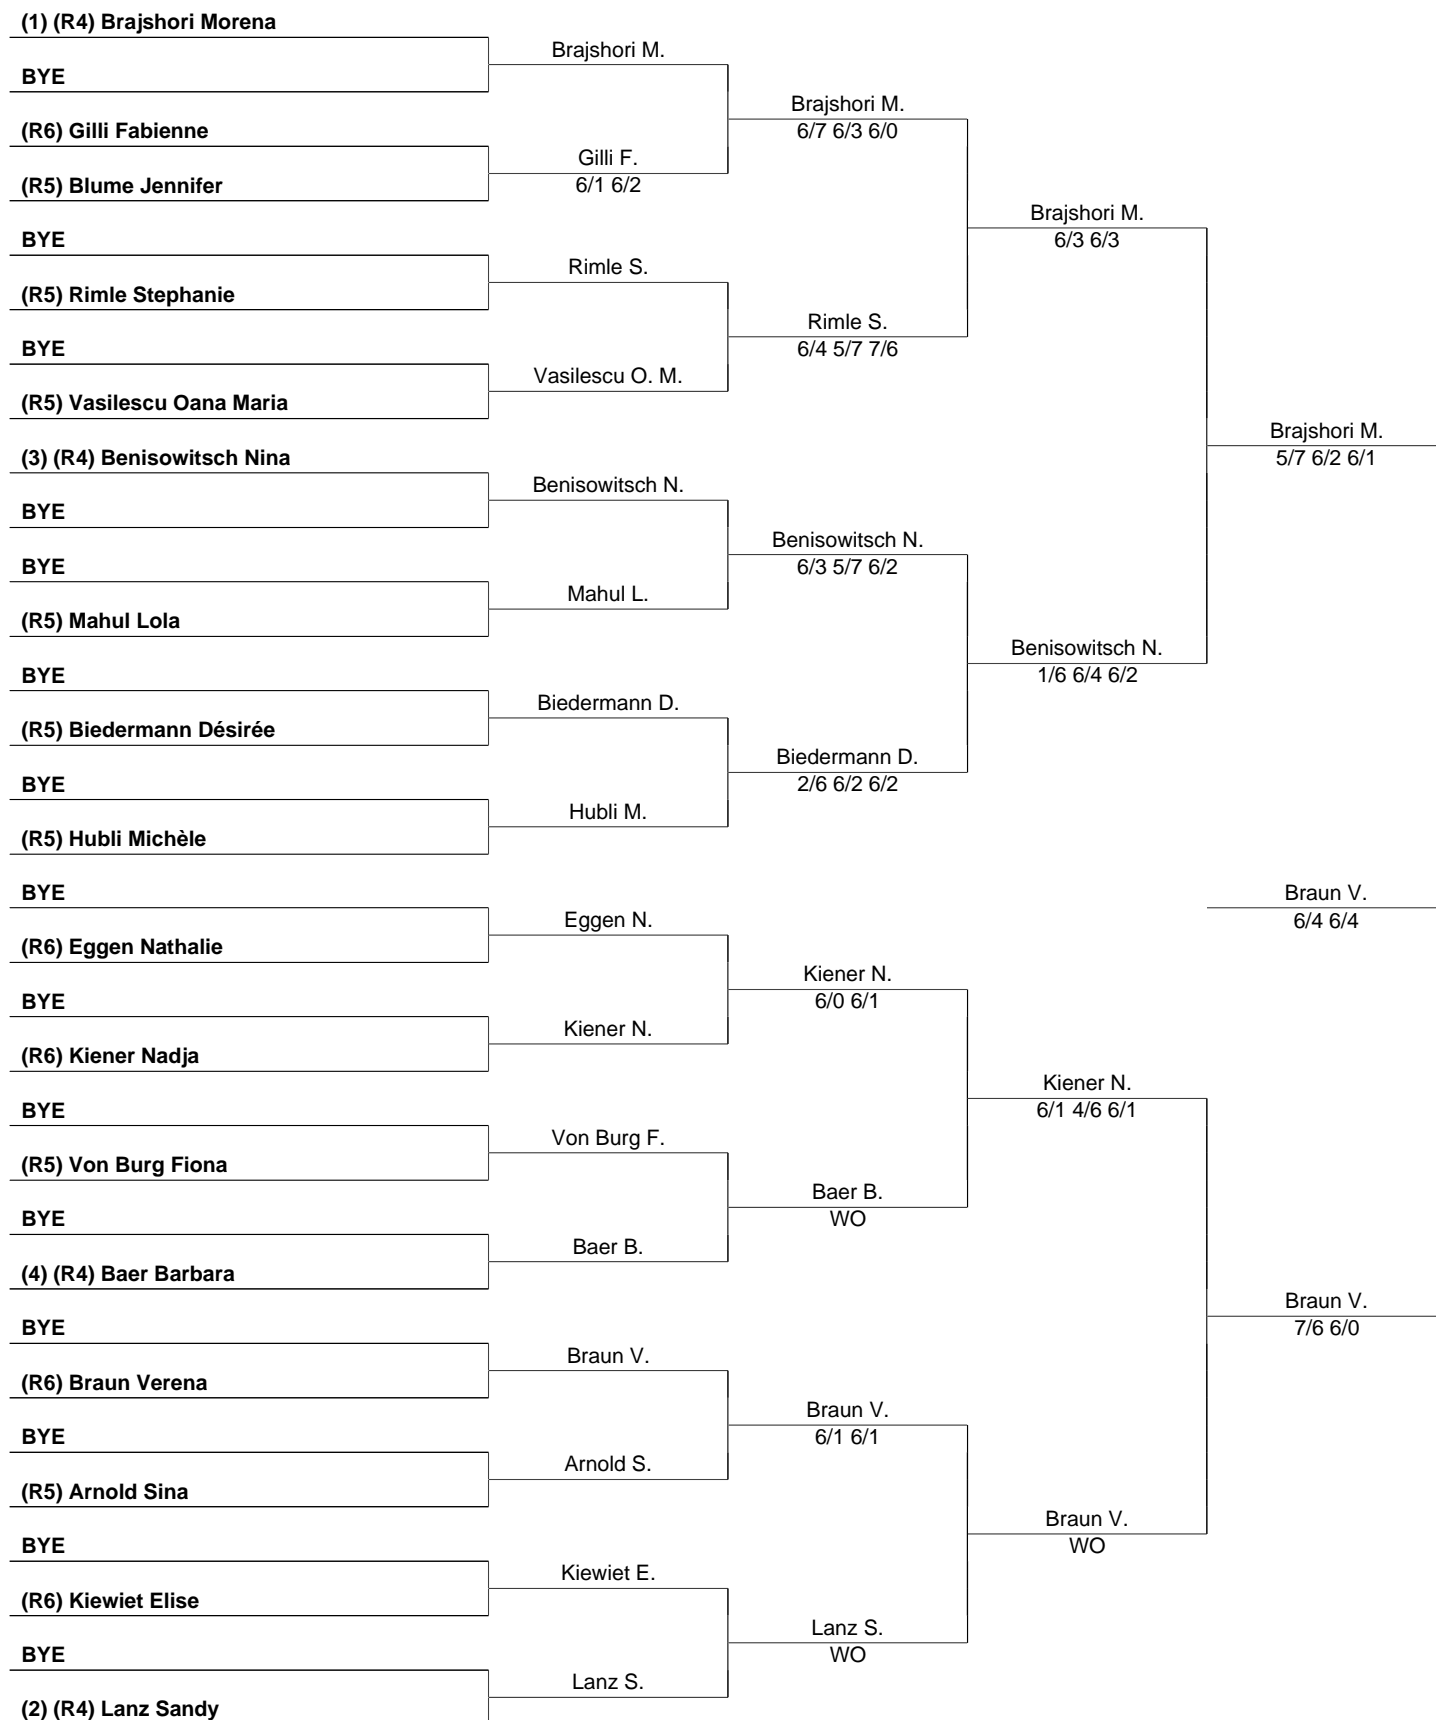 (1) (R4) Brajshori Morena
BYE
(R6) Gilli Fabienne
(R5) Blume Jennifer
BYE
(R5) Rimle Stephanie
BYE
(R5) Vasilescu Oana Maria
(3) (R4) Benisowitsch Nina
BYE
BYE
(R5) Mahul Lola
BYE
(R5) Biedermann Désirée
BYE
(R5) Hubli Michèle
BYE
(R6) Eggen Nathalie
BYE
(R6) Kiener Nadja
BYE
(R5) Von Burg Fiona
BYE
(4) (R4) Baer Barbara
BYE
(R6) Braun Verena
BYE
(R5) Arnold Sina
BYE
(R6) Kiewiet Elise
BYE
(2) (R4) Lanz Sandy
Brajshori M.
Gilli F.
6/1 6/2
Rimle S.
Vasilescu O. M.
Benisowitsch N.
Mahul L.
Biedermann D.
Hubli M.
Eggen N.
Kiener N.
Von Burg F.
Baer B.
Braun V.
Arnold S.
Kiewiet E.
Lanz S.
Brajshori M.
6/7 6/3 6/0
Rimle S.
6/4 5/7 7/6
Benisowitsch N.
6/3 5/7 6/2
Biedermann D.
2/6 6/2 6/2
Kiener N.
6/0 6/1
Baer B.
WO
Braun V.
6/1 6/1
Lanz S.
WO
Brajshori M.
6/3 6/3
Benisowitsch N.
1/6 6/4 6/2
Kiener N.
6/1 4/6 6/1
Braun V.
WO
Brajshori M.
5/7 6/2 6/1
Braun V.
6/4 6/4
Braun V.
7/6 6/0